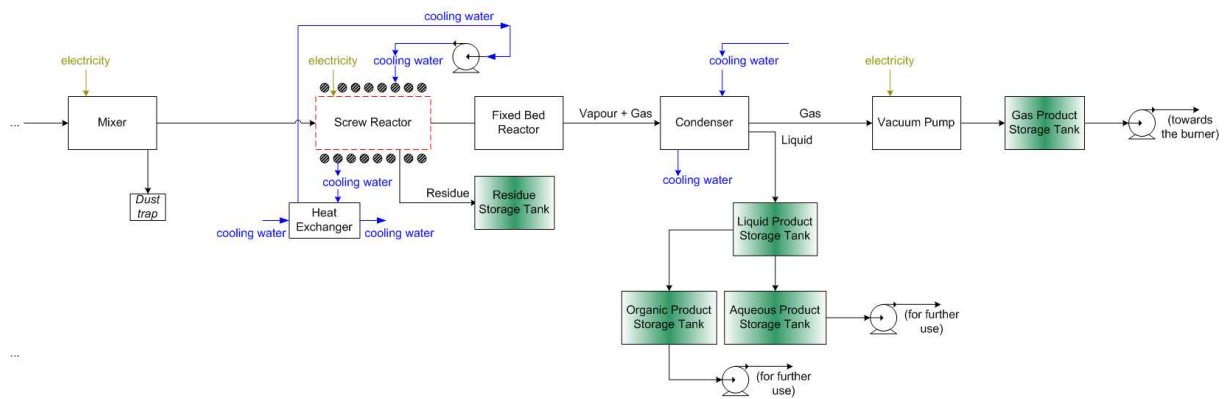 cooling water
electricity
electricity
cooling water
cooling water
electricity
...
Mixer
Screw Reactor
Fixed Bed
Reactor
Vapour + Gas
Condenser
Gas
Liquid
Vacuum Pump
Gas Product
Storage Tank
(towards
the burner)
cooling water
cooling water
Dust
trap
Residue
Residue
Storage Tank
Heat
Exchanger
cooling water
cooling water
Liquid Product
Storage Tank
Organic Product
Storage Tank
Aqueous Product
Storage Tank
(for further
use)
...
(for further
use)